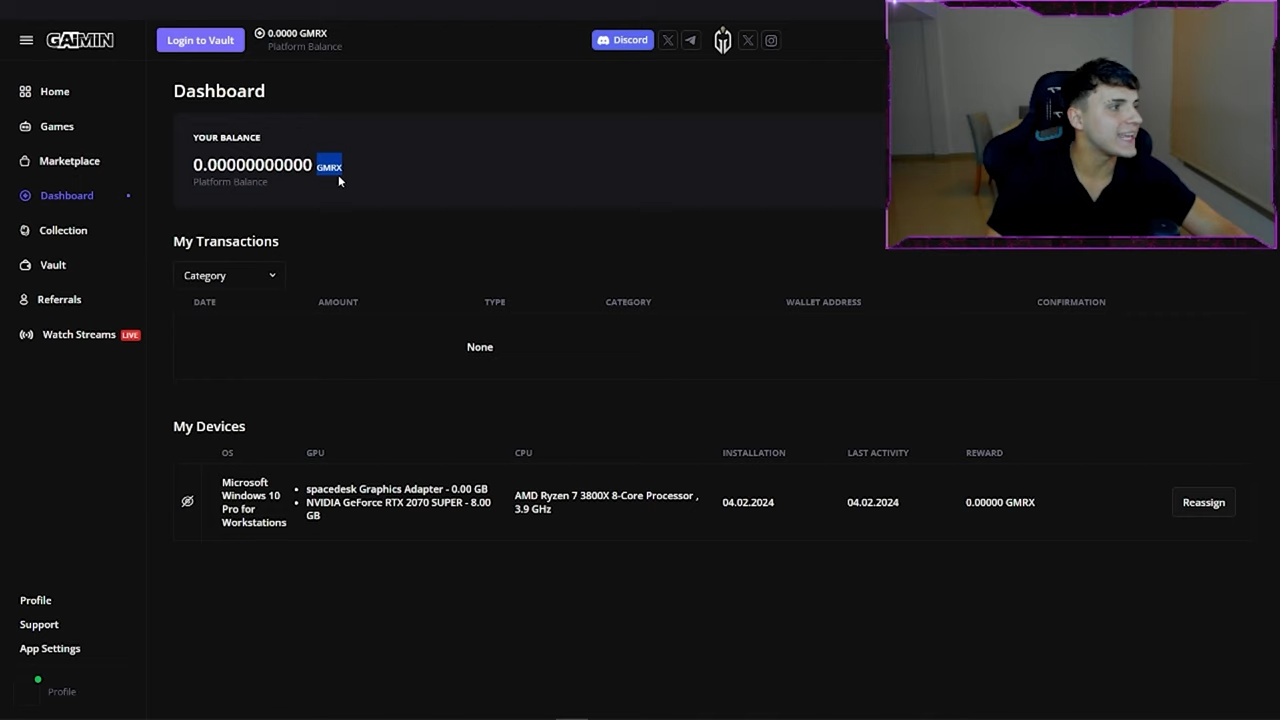 GAIMIN
Login to Vault
0.0000 GMRX
Platform Balance
Discord
Home
Games
Marketplace
Dashboard
Collection
Vault
Referrals
Watch Streams LIVE
Dashboard
YOUR BALANCE
0.00000000000 GMRX
Platform Balance
My Transactions
Category
DATE AMOUNT TYPE CATEGORY WALLET ADDRESS CONFIRMATION
None
My Devices
OS GPU CPU INSTALLATION LAST ACTIVITY REWARD
Microsoft
Windows 10
Pro for
Workstations
• spacedesk Graphics Adapter - 0.00 GB
• NVIDIA GeForce RTX 2070 SUPER - 8.00
GB
AMD Ryzen 7 3800X 8-Core Processor ,
3.9 GHz
04.02.2024
04.02.2024
0.00000 GMRX
Reassign
Profile
Support
App Settings
Profile